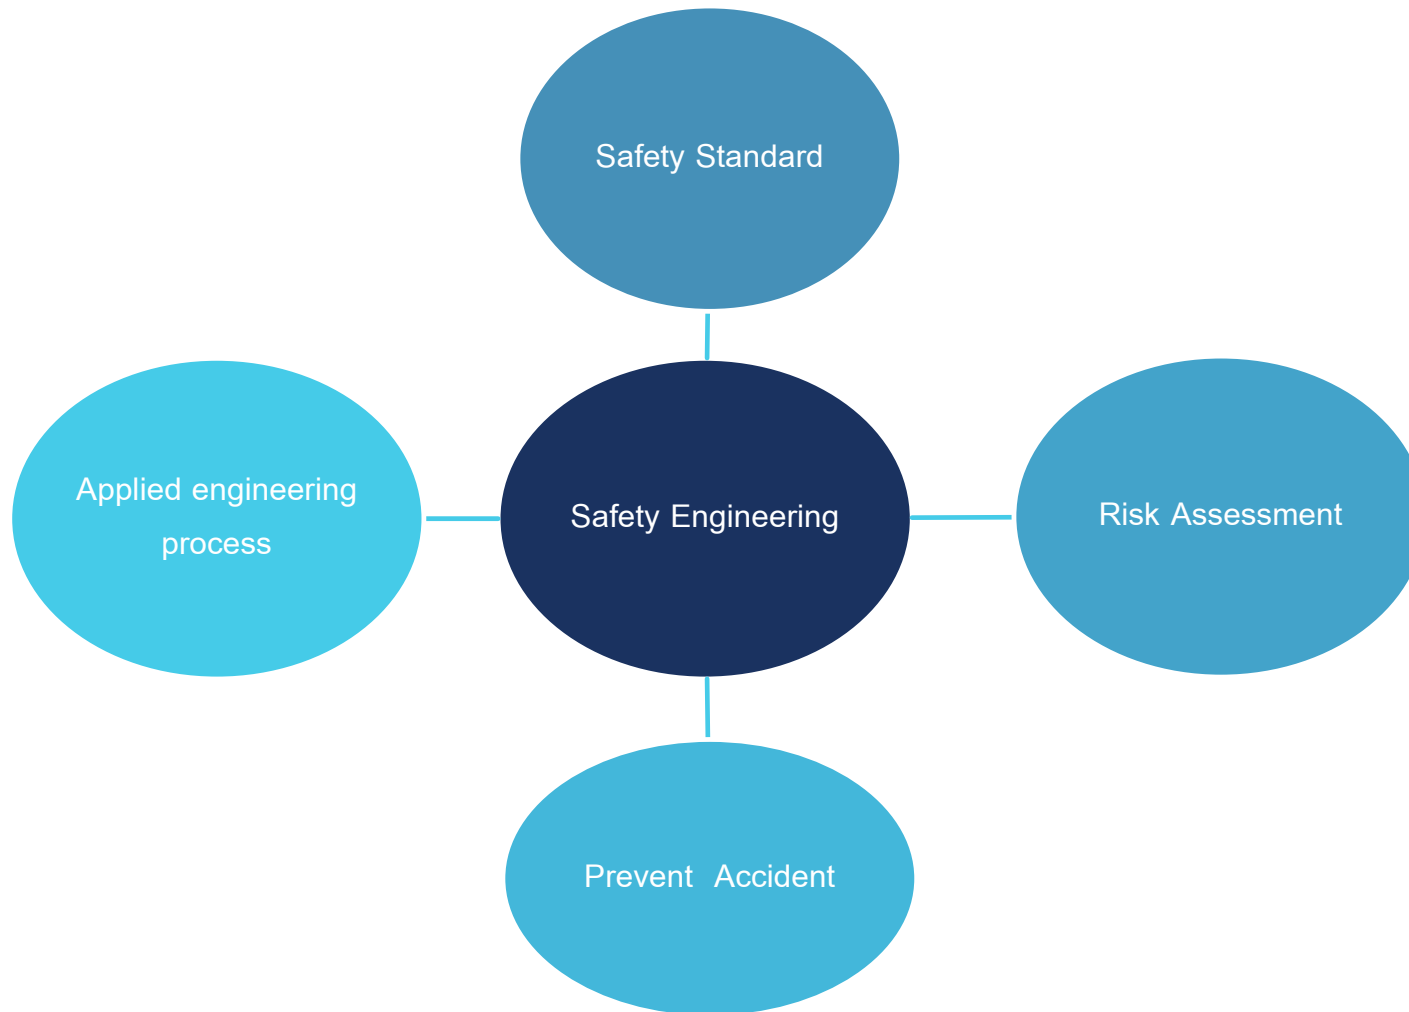 Safety Standard
Applied engineering
process
Safety Engineering
Risk Assessment
Prevent  Accident